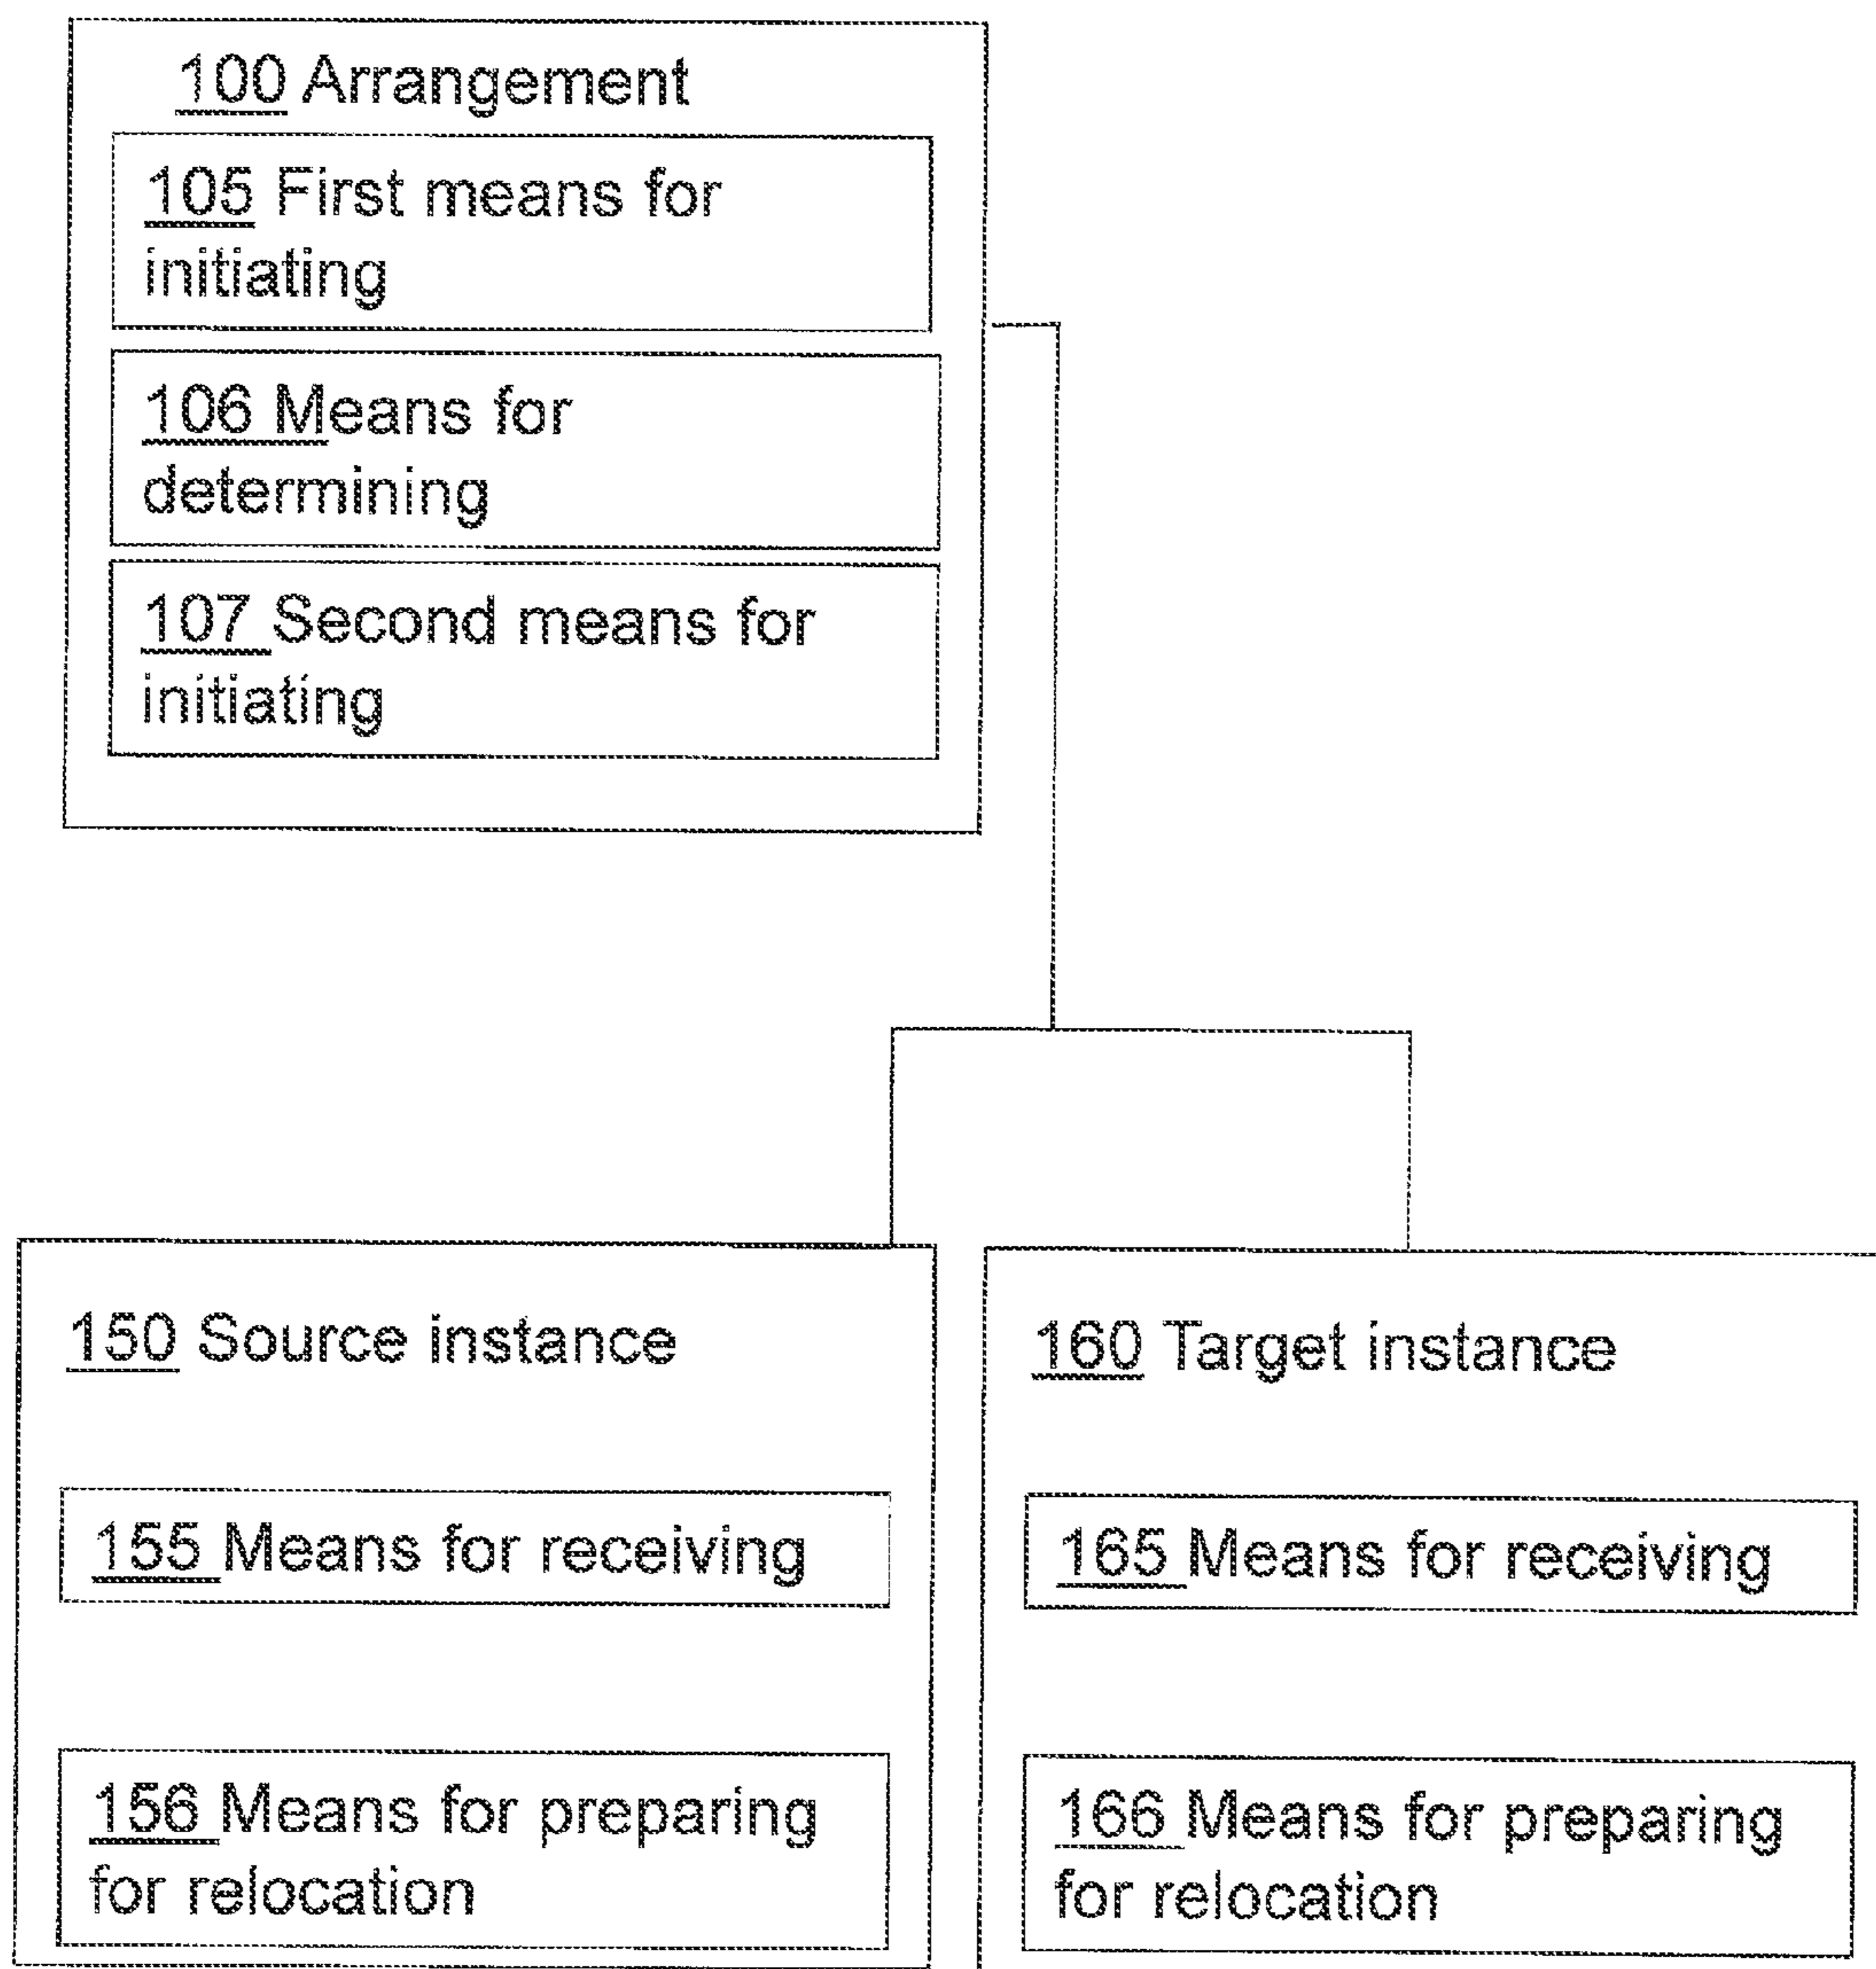 100 Arrangement
105 First means for
initiating
106 Means for
determining
107 Second means for
initiating
150 Source instance
155 Means for receiving
156 Means for preparing
for relocation
160 Target instance
165 Means for receiving
166 Means for preparing
for relocation